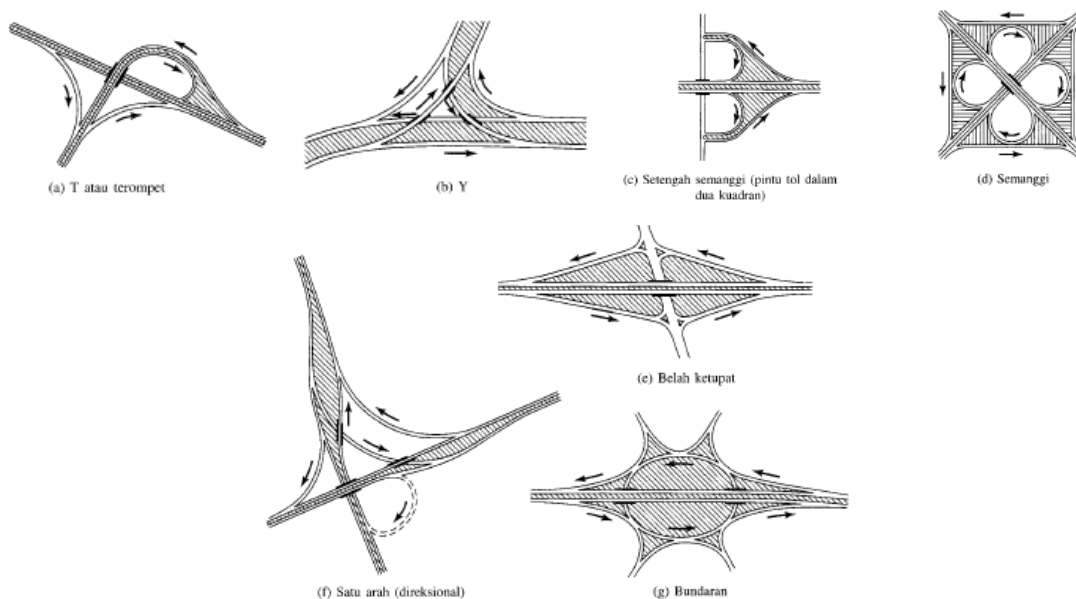 (a) T atau terompet
(b) Y
(c) Setengah semanggi (pintu tol dalam
dua kuadran)
(d) Semanggi
(e) Belah ketupat
(f) Satu arah (direksional)
(g) Bundaran